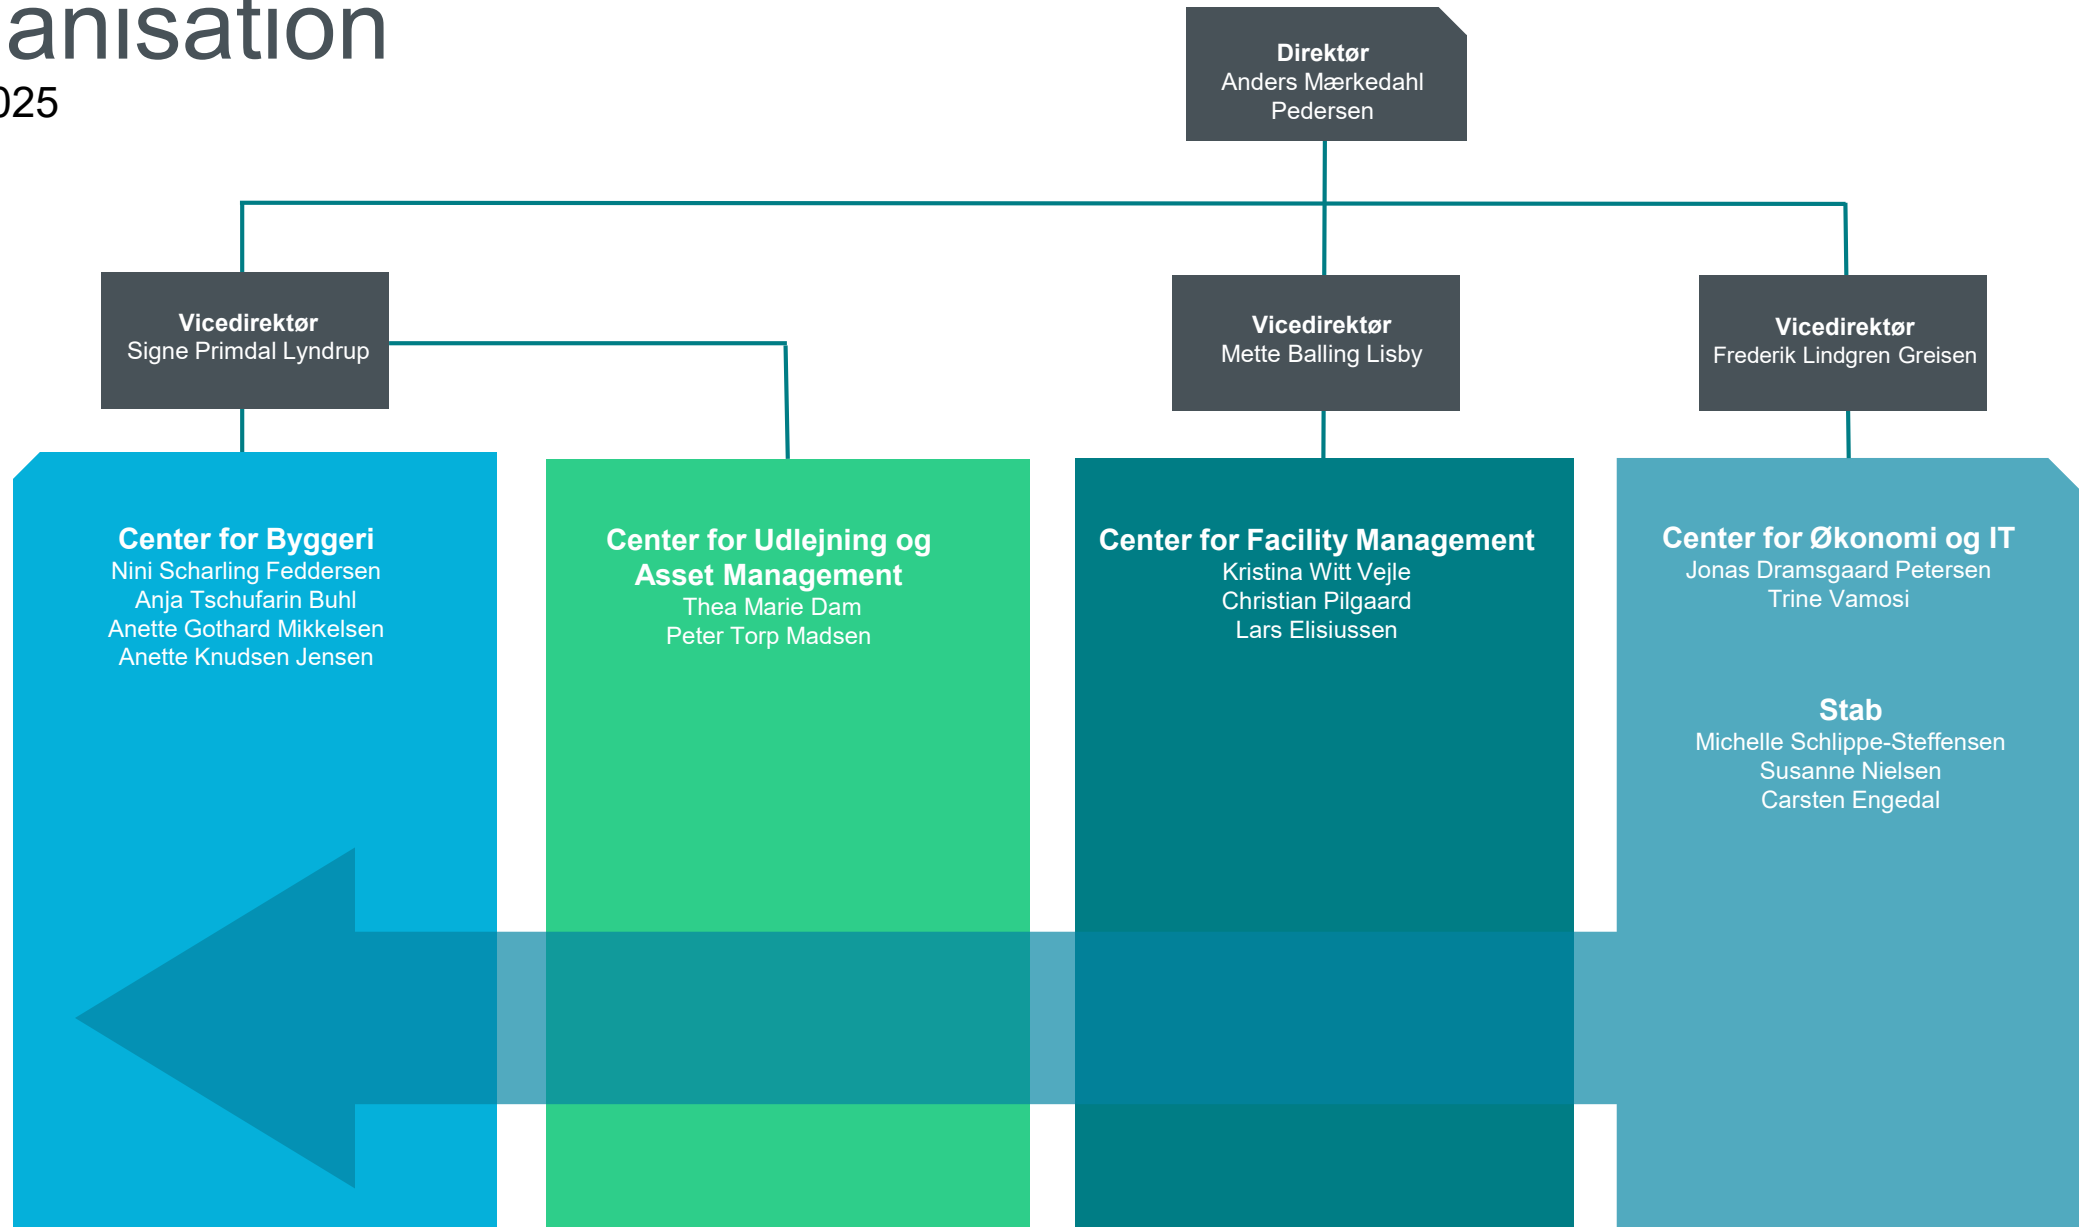 anisation
025
Direktør
Anders Mærkedahl
Pedersen
Vicedirektør
Signe Primdal Lyndrup
Vicedirektør
Mette Balling Lisby
Vicedirektør
Frederik Lindgren Greisen
Center for Byggeri
Nini Scharling Feddersen
Anja Tschufarin Buhl
Anette Gothard Mikkelsen
Anette Knudsen Jensen
Center for Udlejning og
Asset Management
Thea Marie Dam
Peter Torp Madsen
Center for Facility Management
Kristina Witt Vejle
Christian Pilgaard
Lars Elisiussen
Center for Økonomi og IT
Jonas Dramsgaard Petersen
Trine Vamosi
Stab
Michelle Schlippe-Steffensen
Susanne Nielsen
Carsten Engedal